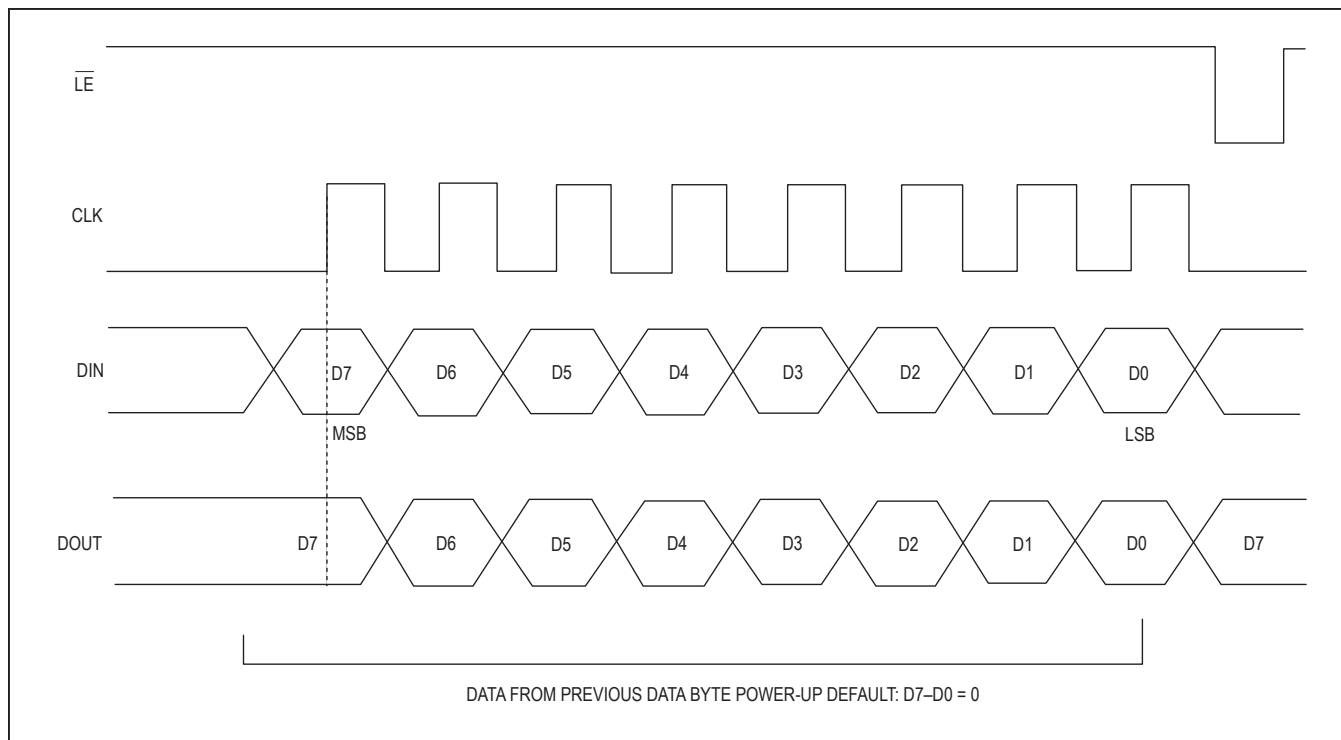 LE
CLK
DIN
D7 D6 D5 D4 D3 D2 D1 D0
MSB LSB
DOUT
D7 D6 D5 D4 D3 D2 D1 D0 D7
DATA FROM PREVIOUS DATA BYTE POWER-UP DEFAULT: D7–D0 = 0